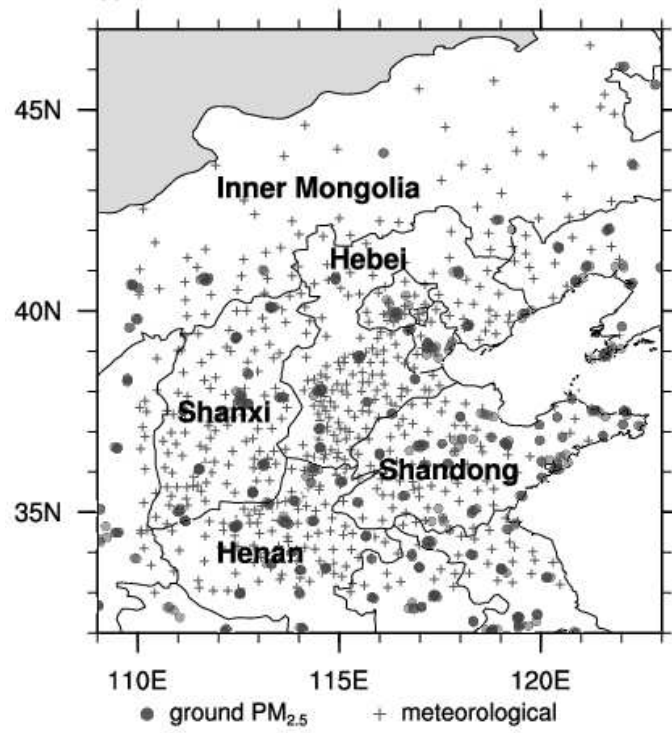 45N
Inner Mongolia
Hebei
40N
Shanxi
Shandong
35N
Henan
110E 115E 120E
ground PM2.5 + meteorological